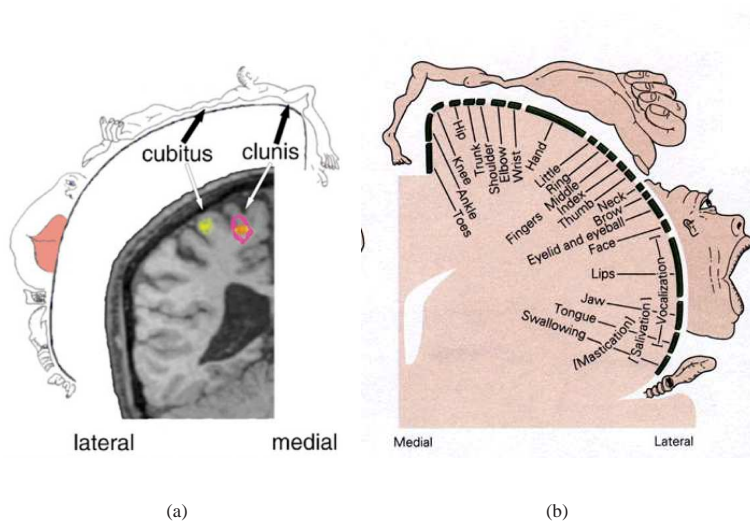 cubitus clunis
lateral medial
(a)
Toes
Ankle
Knee
Hip
Trunk
Shoulder
Elbow
Wrist
Hand
Little
Ring
Middle
Index
Thumb
Fingers
Neck
Brow
Eyelid and eyeball
Face
Lips
Jaw
Tongue
Swallowing
[Mastication]
[Salivation]
[Vocalization]
Medial Lateral
(b)